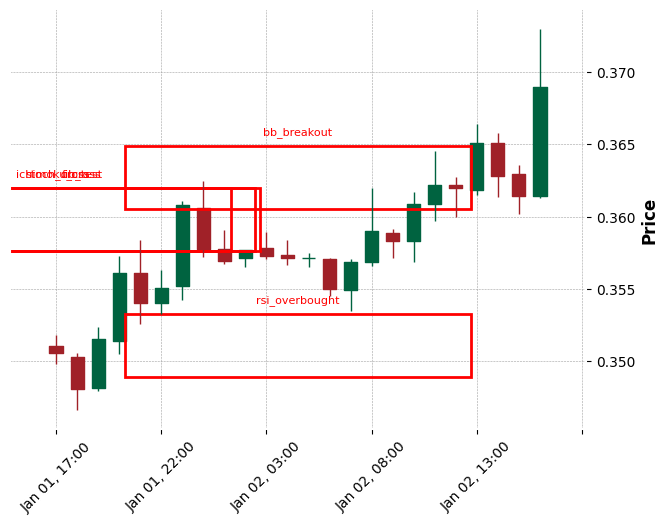 0.370
bb_breakout
0.365
0.360
Price
0.355
rsi_overbought
0.350
Jan 01, 17:00
Jan 01, 22:00
Jan 02, 03:00
Jan 02, 08:00
Jan 02, 13:00